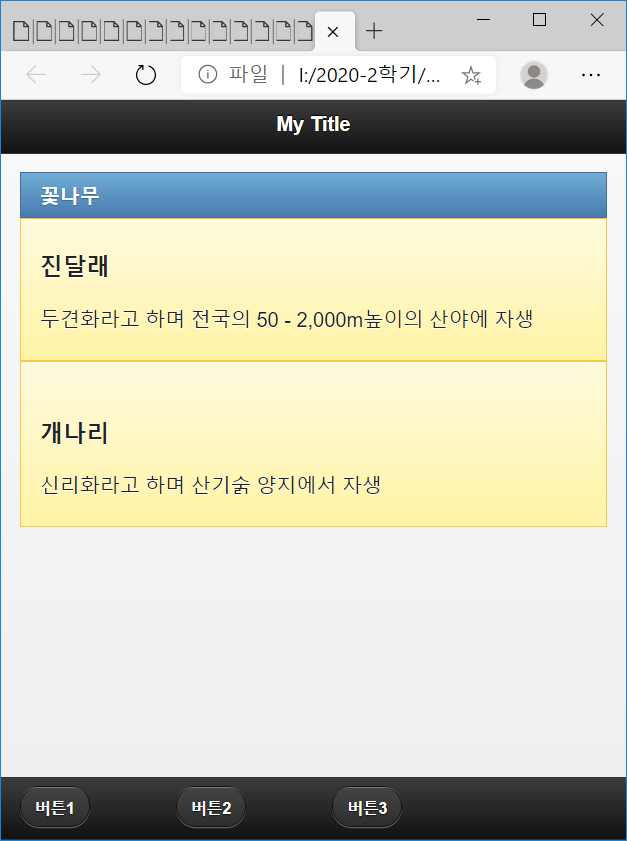 파일 | I:/2020-2학기/...
My Title
꽃나무
진달래
두견화라고 하며 전국의 50 - 2,000m높이의 산야에 자생
개나리
신리화라고 하며 산기숡 양지에서 자생
버튼1 버튼2 버튼3